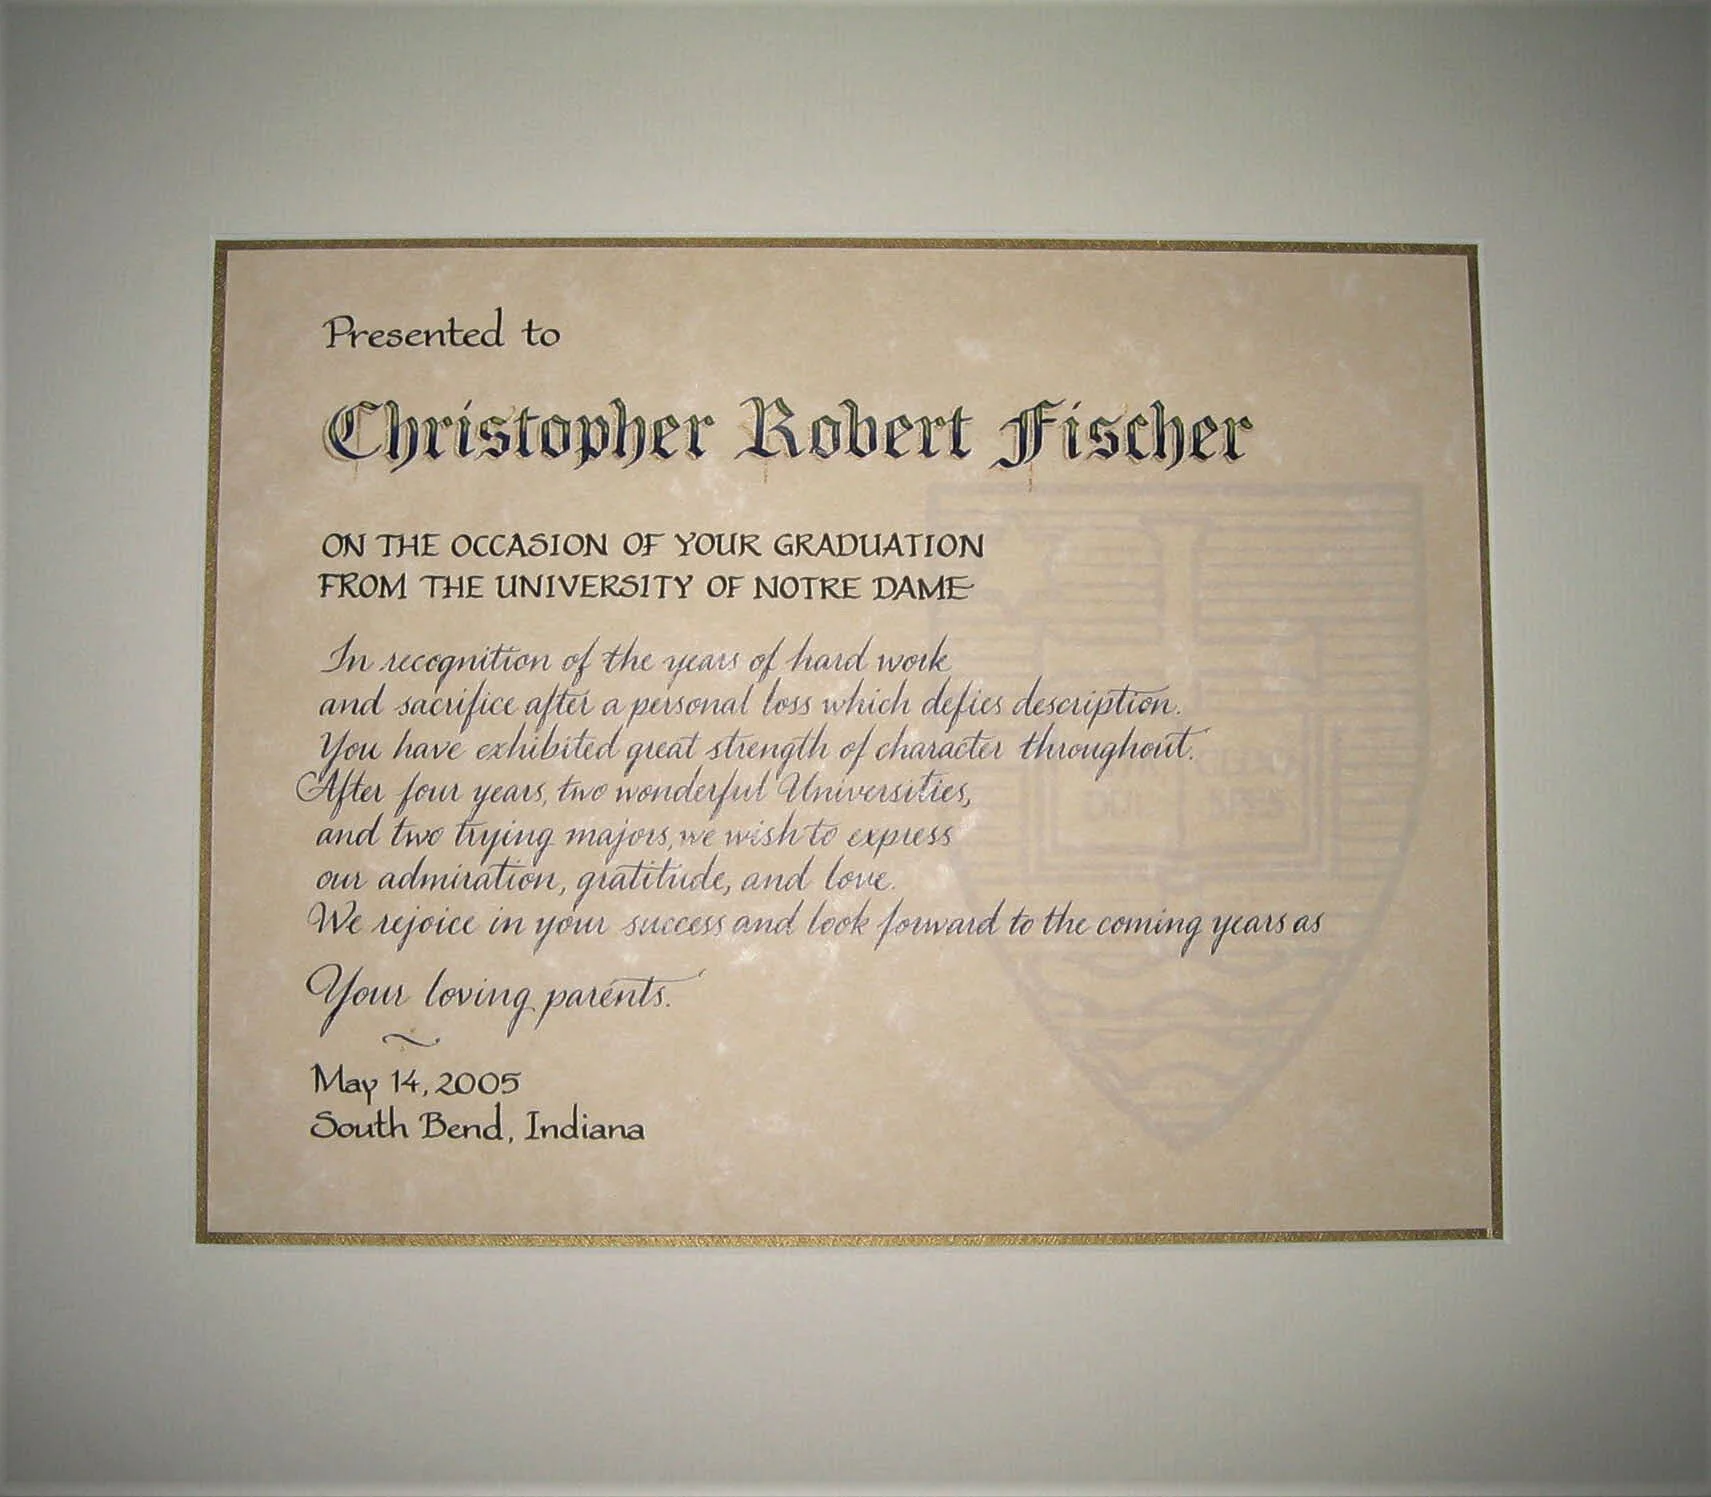 Presented to
Christopher Robert Fischer
ON THE OCCASION OF YOUR GRADUATION
FROM THE UNIVERSITY OF NOTRE DAME
In recognition of the years of hard work
and sacrifice after a personal loss which defies description.
You have exhibited great strength of character throughout.
After four years, two wonderful Universities,
and two trying majors, we wish to express
our admiration, gratitude, and love.
We rejoice in your success and look forward to the coming years as
Your loving parents.
May 14, 2005
South Bend, Indiana